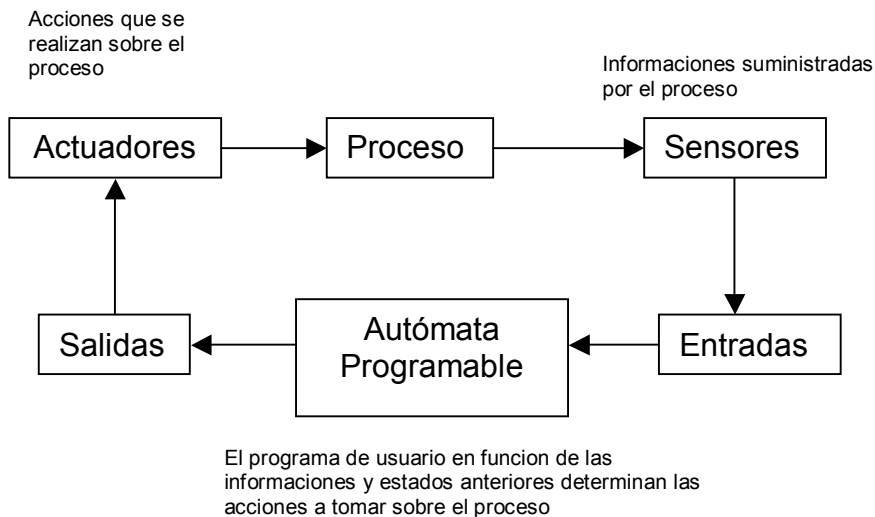 Acciones que se
realizan sobre el
proceso
Informaciones suministradas
por el proceso
Actuadores
Proceso
Sensores
Salidas
Autómata
Programable
Entradas
El programa de usuario en funcion de las
informaciones y estados anteriores determinan las
acciones a tomar sobre el proceso